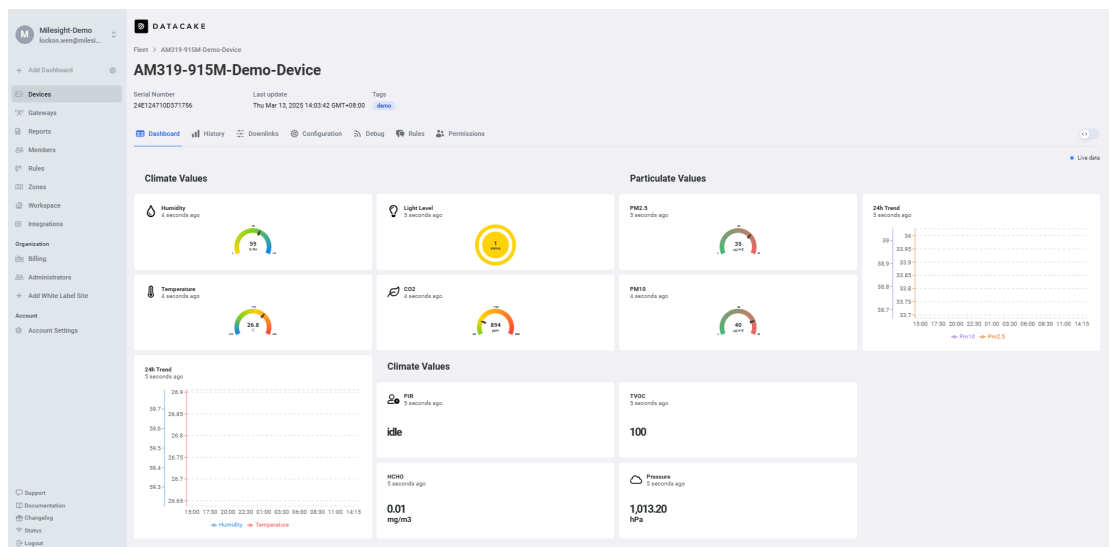 M
Milesight-Demo
lockon.wen@milesi...
+ Add Dashboard
Devices
Gateways
Reports
Members
Rules
Zones
Workspace
Integrations
Organization
Billing
Administrators
+ Add White Label Site
Account
Account Settings
Support
Documentation
Changelog
Status
Logout
DATACAKE
Fleet > AM319-915M-Demo-Device
AM319-915M-Demo-Device
Serial Number
24E124710D371756
Last update
Thu Mar 13, 2025 14:03:42 GMT+08:00
Tags
demo
Dashboard History Downlinks Configuration Debug Rules Permissions
Live data
Climate Values
Humidity
4 seconds ago
59
Light Level
5 seconds ago
1
Temperature
4 seconds ago
26.8
°C
CO2
4 seconds ago
894
ppm
Particulate Values
PM2.5
5 seconds ago
35
PM10
4 seconds ago
40
24h Trend
5 seconds ago
39
38.9
38.8
38.7
34
33.95
33.9
33.85
33.8
33.75
33.7
15:00 17:30 20:00 22:30 01:00 03:30 06:00 08:30 11:00 14:15
Pm10 Pm2.5
24h Trend
5 seconds ago
59.7
59.6
59.5
59.4
59.3
26.9
26.85
26.8
26.75
26.7
26.65
15:00 17:30 20:00 22:30 01:00 03:30 06:00 08:30 11:00 14:15
Humidity Temperature
Climate Values
PIR
5 seconds ago
idle
TVOC
5 seconds ago
100
HCHO
5 seconds ago
0.01
mg/m3
Pressure
5 seconds ago
1,013.20
hPa